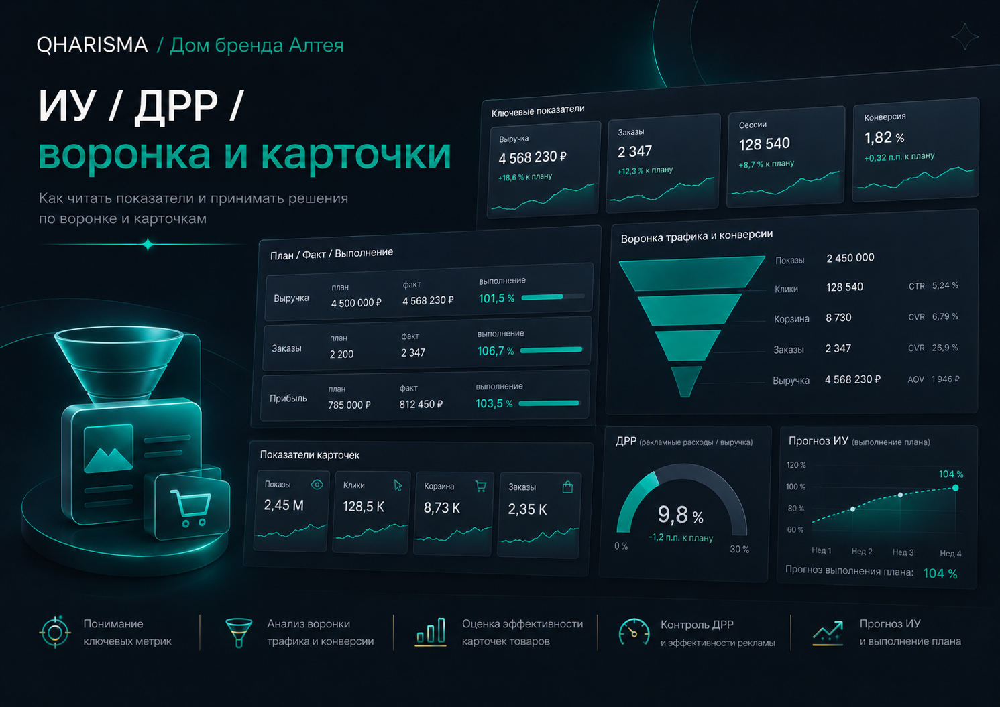 QHARISMA / Дом бренда Алтея
ИУ / ДРР /
воронка и карточки
Как читать показатели и принимать решения
по воронке и карточкам
Ключевые показатели
Выручка
4 568 230 ₽
+18,6 % к плану
Заказы
2 347
+12,3 % к плану
Сессии
128 540
+8,7 % к плану
Конверсия
1,82 %
+0,32 п.п. к плану
План / Факт / Выполнение
Выручка
план
4 500 000 ₽
факт
4 568 230 ₽
выполнение
101,5 %
Заказы
план
2 200
факт
2 347
выполнение
106,7 %
Прибыль
план
785 000 ₽
факт
812 450 ₽
выполнение
103,5 %
Воронка трафика и конверсии
Показы 2 450 000
Клики 128 540 CTR 5,24 %
Корзина 8 730 CVR 6,79 %
Заказы 2 347 CVR 26,9 %
Выручка 4 568 230 ₽ AOV 1 946 ₽
Показатели карточек
Показы
2,45 М
Клики
128,5 К
Корзина
8,73 К
Заказы
2,35 К
ДРР (рекламные расходы / выручка)
9,8 %
-1,2 п.п. к плану
0 %
30 %
Прогноз ИУ (выполнение плана)
120 %
104 %
100 %
80 %
60 %
Нед 1 Нед 2 Нед 3 Нед 4
Прогноз выполнения плана: 104 %
Понимание
ключевых метрик
Анализ воронки
трафика и конверсии
Оценка эффективности
карточек товаров
Контроль ДРР
и эффективности рекламы
Прогноз ИУ
и выполнение плана